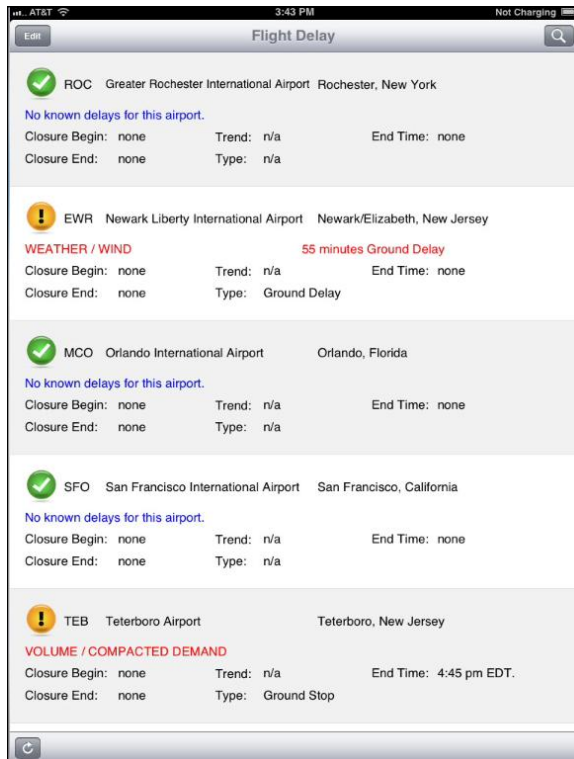 AT&T 3:43 PM Not Charging
Edit Flight Delay
ROC Greater Rochester International Airport Rochester, New York
No known delays for this airport.
Closure Begin: none Trend: n/a End Time: none
Closure End: none Type: n/a
EWR Newark Liberty International Airport Newark/Elizabeth, New Jersey
WEATHER / WIND 55 minutes Ground Delay
Closure Begin: none Trend: n/a End Time: none
Closure End: none Type: Ground Delay
MCO Orlando International Airport Orlando, Florida
No known delays for this airport.
Closure Begin: none Trend: n/a End Time: none
Closure End: none Type: n/a
SFO San Francisco International Airport San Francisco, California
No known delays for this airport.
Closure Begin: none Trend: n/a End Time: none
Closure End: none Type: n/a
TEB Teterboro Airport Teterboro, New Jersey
VOLUME / COMPACTED DEMAND
Closure Begin: none Trend: n/a End Time: 4:45 pm EDT.
Closure End: none Type: Ground Stop